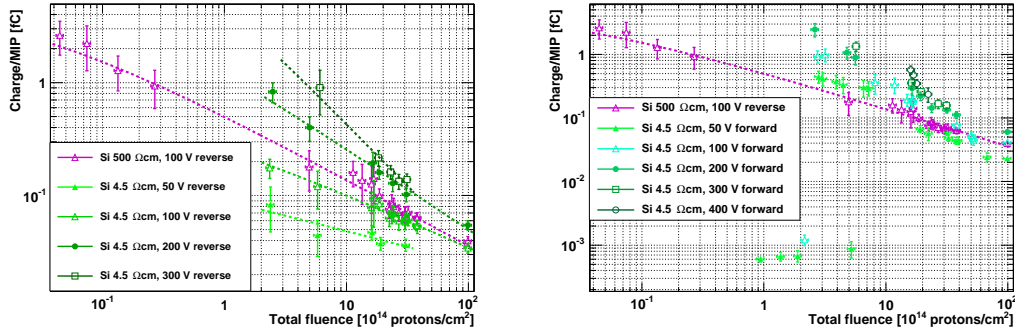 Charge/MIP [fC]
1
10⁻¹
Si 500 Ωcm, 100 V reverse
Si 4.5 Ωcm, 50 V reverse
Si 4.5 Ωcm, 100 V reverse
Si 4.5 Ωcm, 200 V reverse
Si 4.5 Ωcm, 300 V reverse
10⁻¹ 1 10 10²
Total fluence [10¹⁴ protons/cm²]
Charge/MIP [fC]
1
10⁻¹
10⁻²
10⁻³
Si 500 Ωcm, 100 V reverse
Si 4.5 Ωcm, 50 V forward
Si 4.5 Ωcm, 100 V forward
Si 4.5 Ωcm, 200 V forward
Si 4.5 Ωcm, 300 V forward
Si 4.5 Ωcm, 400 V forward
10⁻¹ 1 10 10²
Total fluence [10¹⁴ protons/cm²]